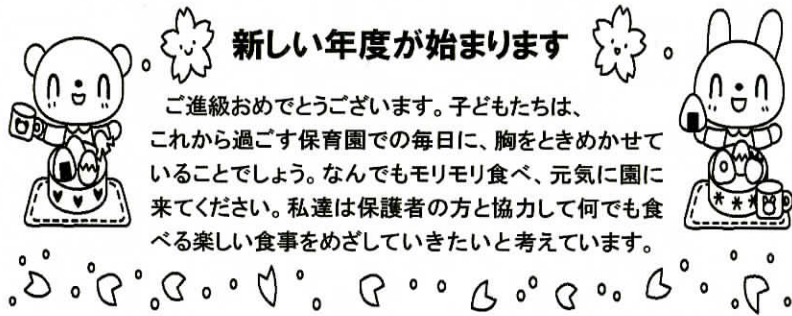 新しい年度が始まります
ご進級おめでとうございます。子どもたちは、
これから過ごす保育園での毎日に、胸をときめかせて
いることでしょう。なんでもモリモリ食べ、元気に園に
来てください。私達は保護者の方と協力して何でも食
べる楽しい食事をめざしていきたいと考えています。